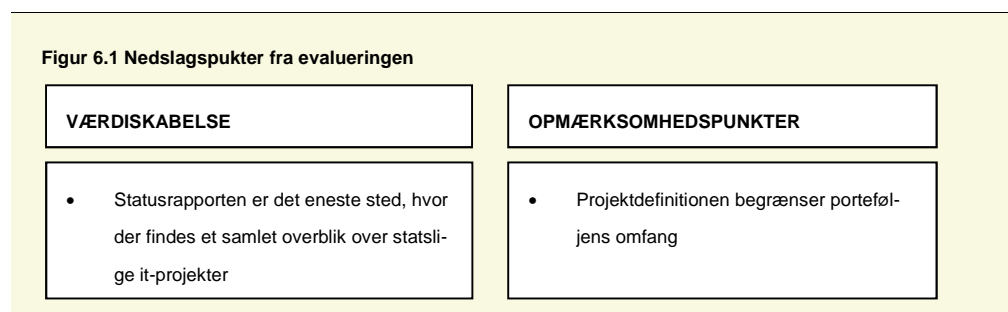 Figur 6.1 Nedslagspukter fra evalueringen
VÆRDISKABELSE
OPMÆRKSOMHEDSPUNKTER
• Statusrapporten er det eneste sted, hvor
der findes et samlet overblik over statsli-
ge it-projekter
• Projektdefinitionen begrænser porteføl-
jens omfang